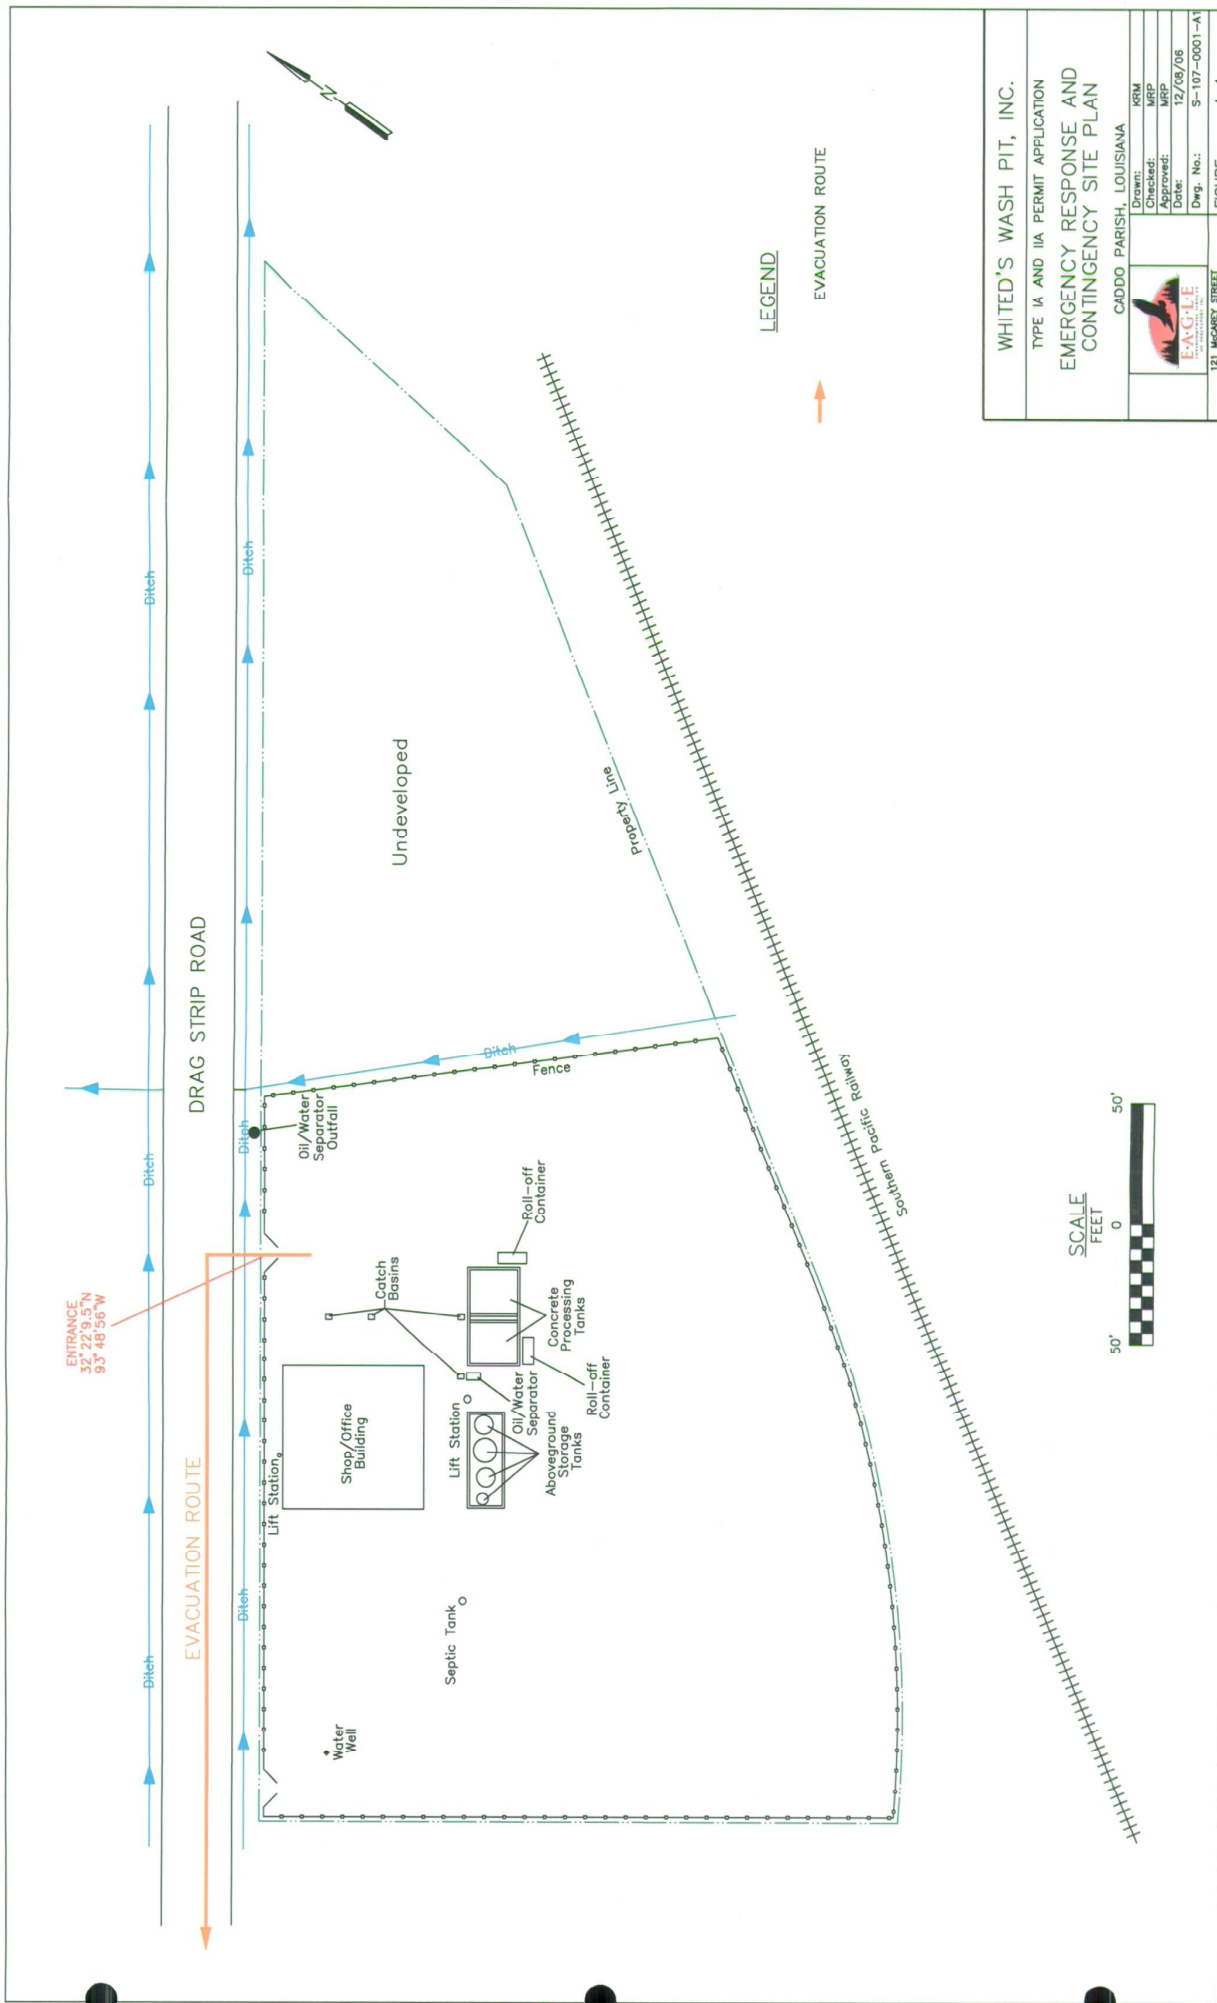 ENTRANCE
32° 22'9.5"N
93° 48'56"W
EVACUATION ROUTE
DRAG STRIP ROAD
Ditch
Ditch
Ditch
Ditch
Ditch
Ditch
Ditch
Fence
Oil/Water
Separator
Outfall
Undeveloped
Property Line
Southern Pacific Railway
Water
Well
Septic Tank
Lift Station
Shop/Office
Building
Lift Station
Catch
Basins
Oil/Water
Separator
Aboveground
Storage
Tanks
Roll-off
Container
Concrete
Processing
Tanks
Roll-off
Container
N
LEGEND
EVACUATION ROUTE
SCALE
FEET
50' 0 50'
WHITED'S WASH PIT, INC.
TYPE IA AND IIA PERMIT APPLICATION
EMERGENCY RESPONSE AND
CONTINGENCY SITE PLAN
CADDO PARISH, LOUISIANA
E·A·G·L·E
121 McCAREY STREET
Drawn: KRM
Checked: MRP
Approved: MRP
Date: 12/08/06
Dwg. No.: S-107-0001-A1